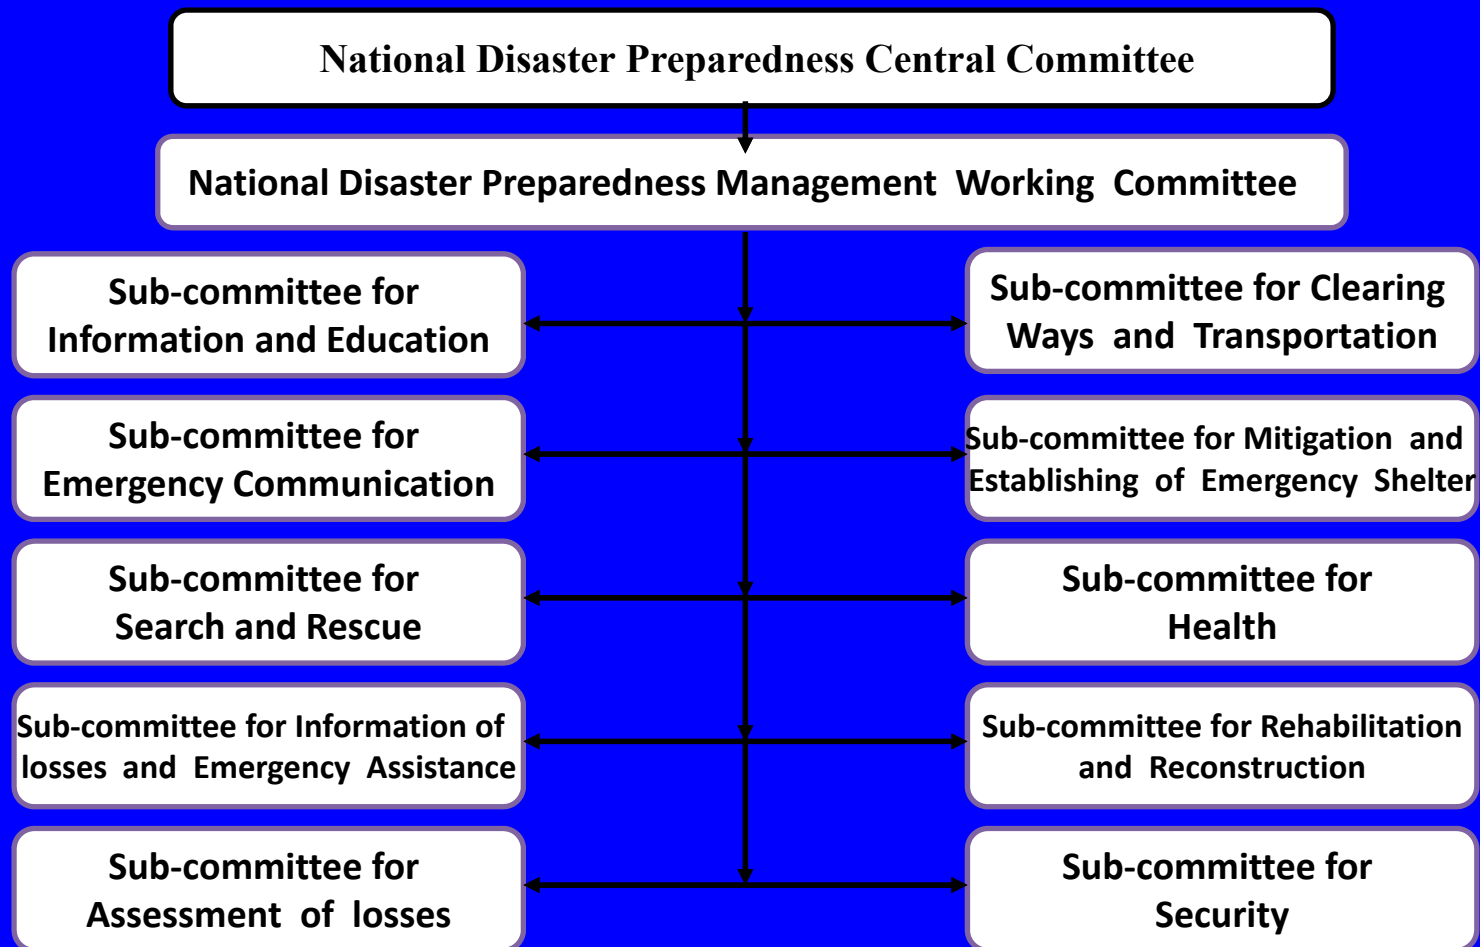 National Disaster Preparedness Central Committee
National Disaster Preparedness Management Working Committee
Sub-committee for
Information and Education
Sub-committee for Clearing
Ways and Transportation
Sub-committee for
Emergency Communication
Sub-committee for Mitigation and
Establishing of Emergency Shelter
Sub-committee for
Search and Rescue
Sub-committee for
Health
Sub-committee for Information of
losses and Emergency Assistance
Sub-committee for Rehabilitation
and Reconstruction
Sub-committee for
Assessment of losses
Sub-committee for
Security